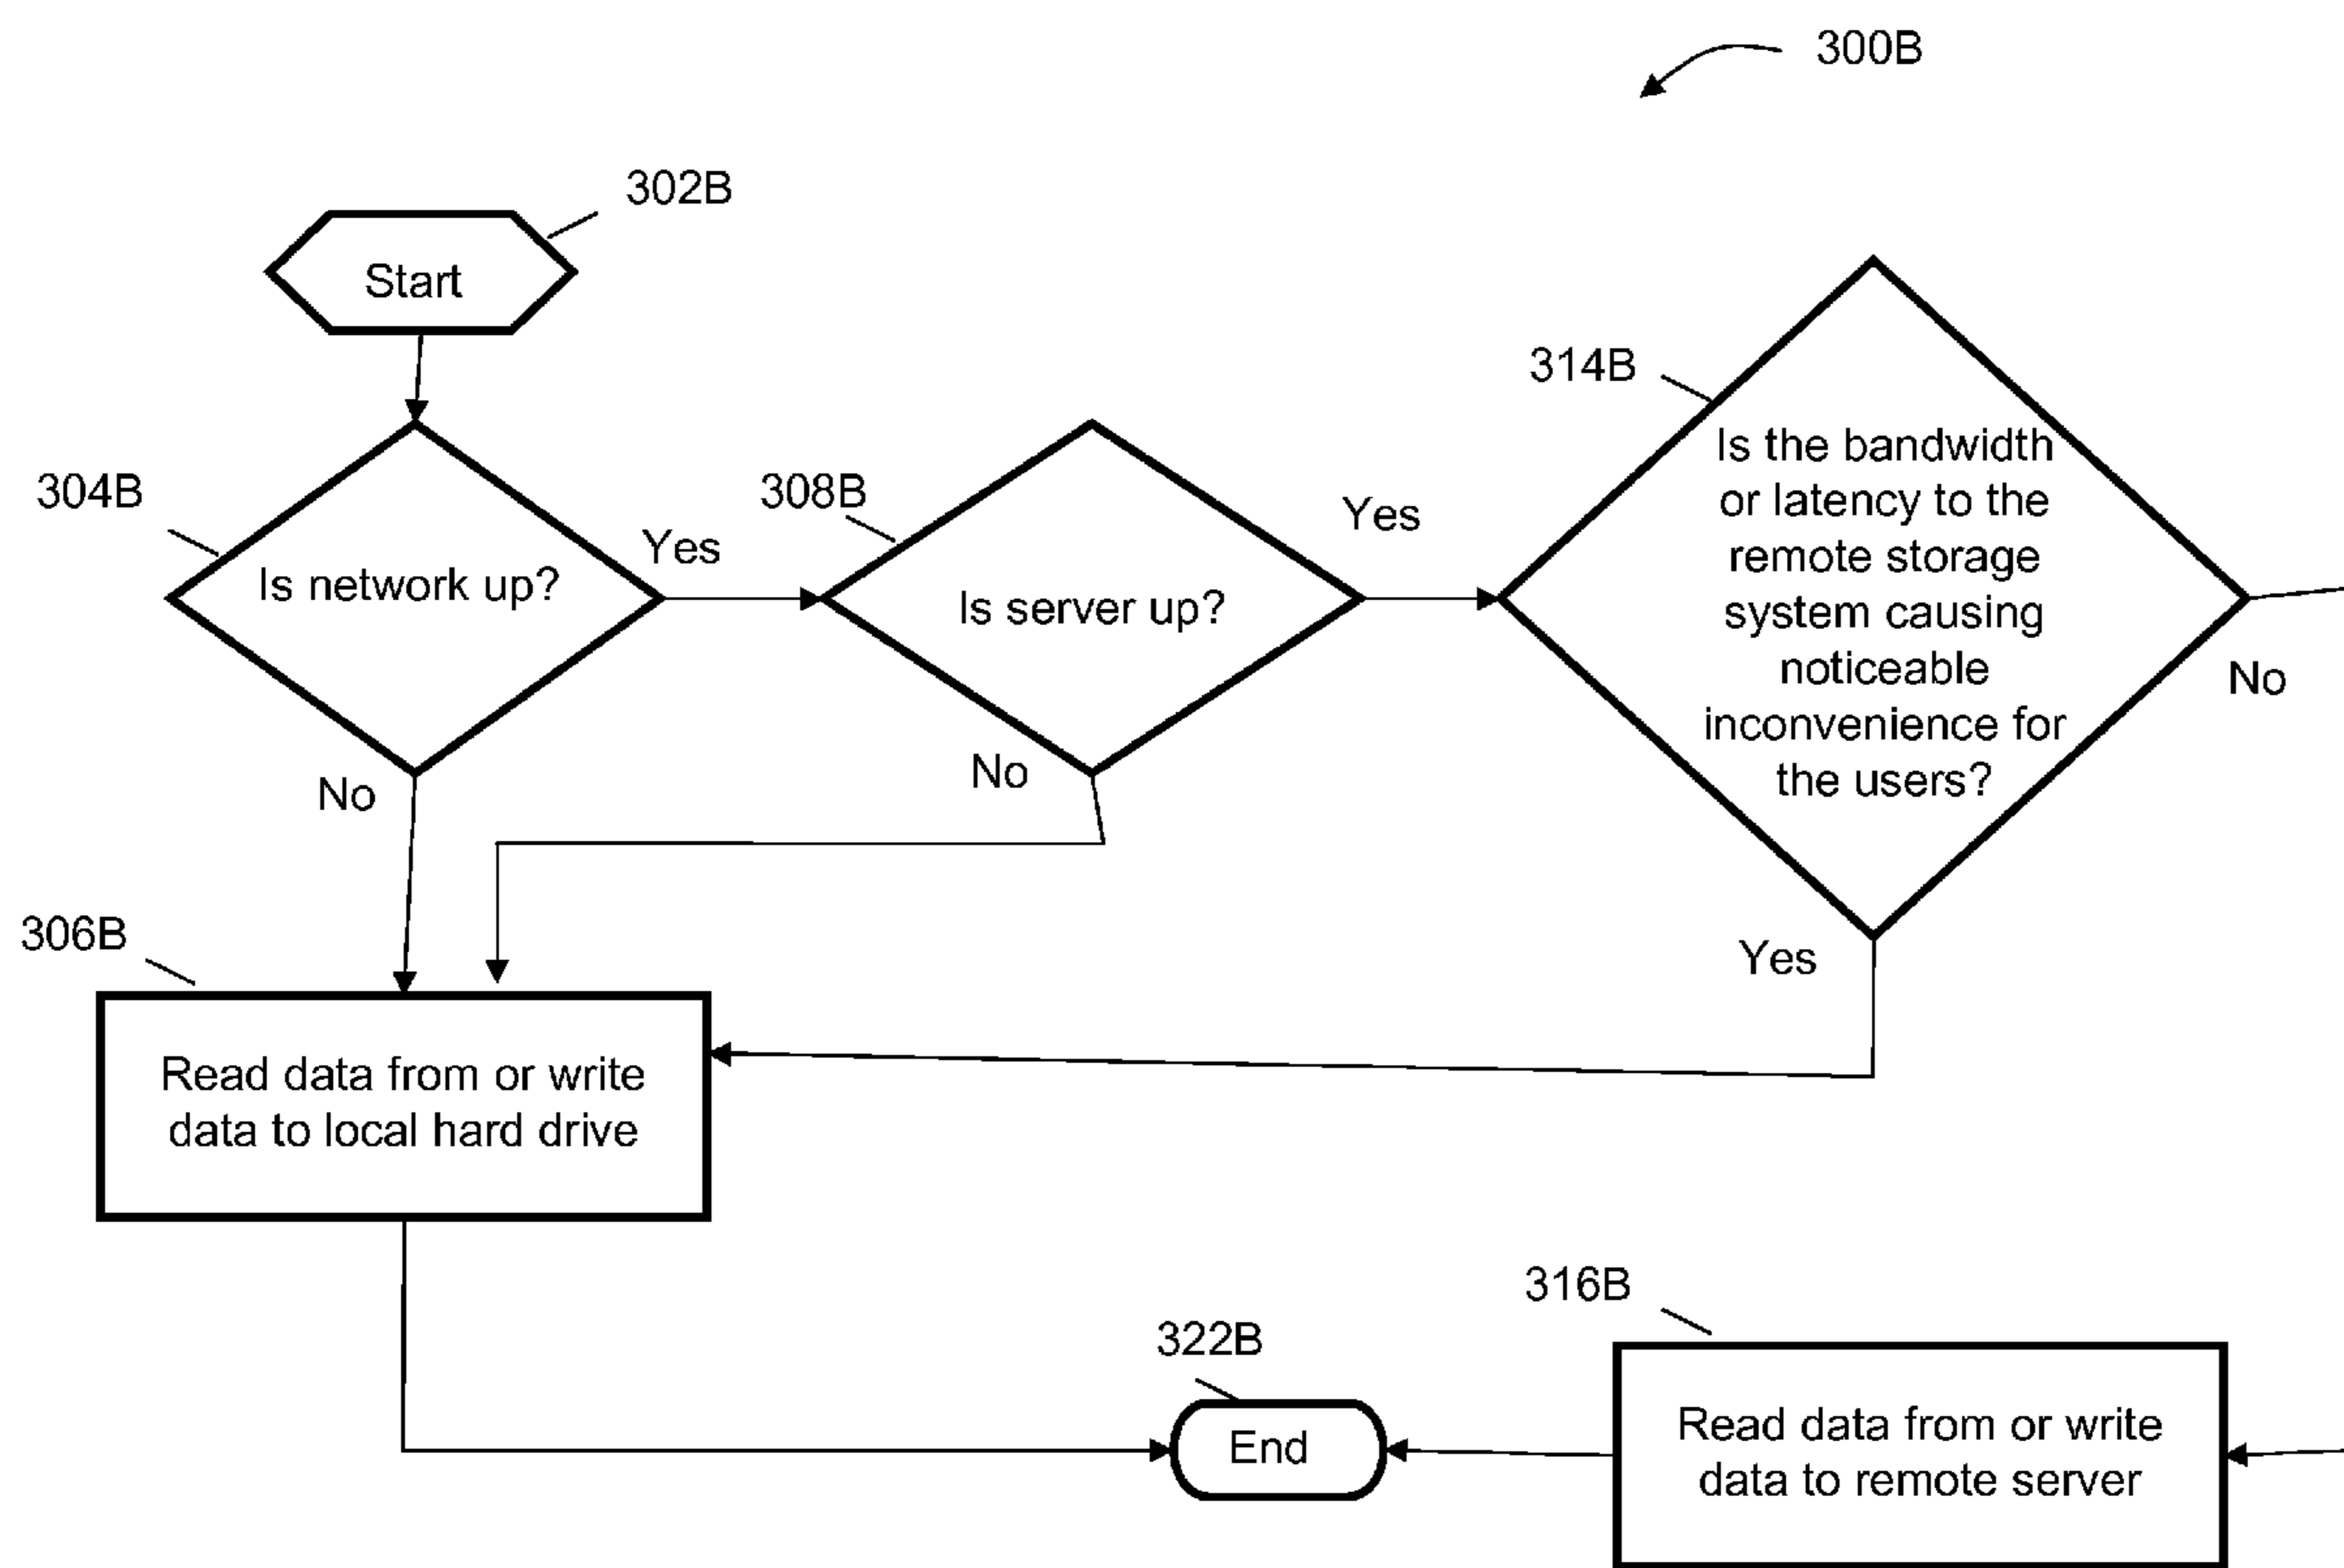 300B
302B
Start
304B
Is network up?
Yes
No
308B
Is server up?
Yes
No
314B
Is the bandwidth
or latency to the
remote storage
system causing
noticeable
inconvenience for
the users?
No
Yes
306B
Read data from or write
data to local hard drive
322B
End
316B
Read data from or write
data to remote server